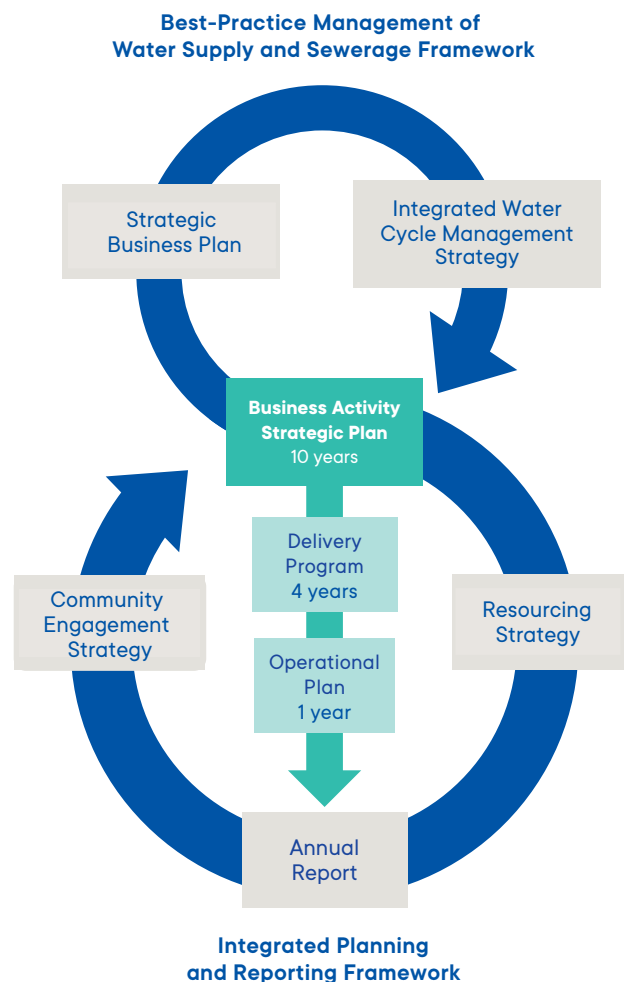 Best-Practice Management of
Water Supply and Sewerage Framework
Strategic
Business Plan
Integrated Water
Cycle Management
Strategy
Business Activity
Strategic Plan
10 years
Delivery
Program
4 years
Community
Engagement
Strategy
Resourcing
Strategy
Operational
Plan
1 year
Annual
Report
Integrated Planning
and Reporting Framework